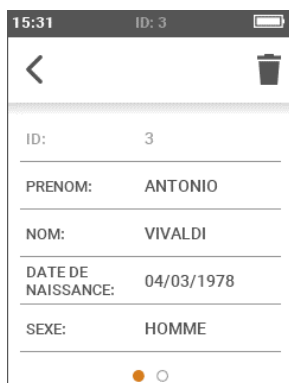 15:31 ID: 3
ID: 3
PRENOM: ANTONIO
NOM: VIVALDI
DATE DE
NAISSANCE: 04/03/1978
SEXE: HOMME